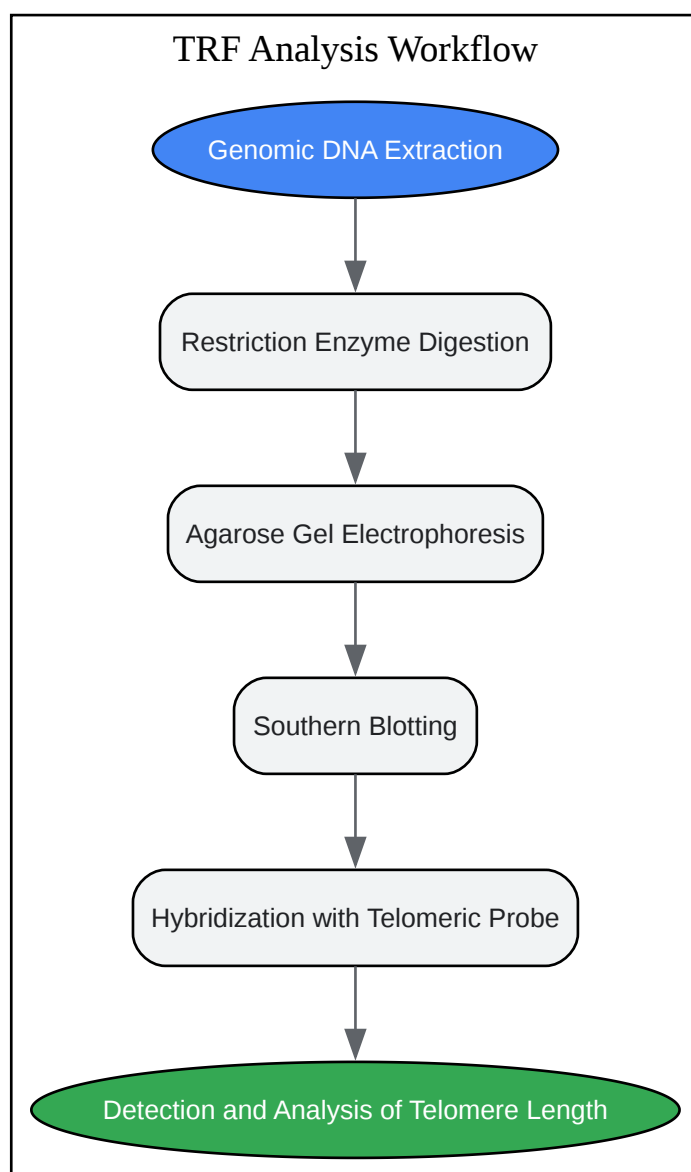 TRF Analysis Workflow
Genomic DNA Extraction
Restriction Enzyme Digestion
Agarose Gel Electrophoresis
Southern Blotting
Hybridization with Telomeric Probe
Detection and Analysis of Telomere Length